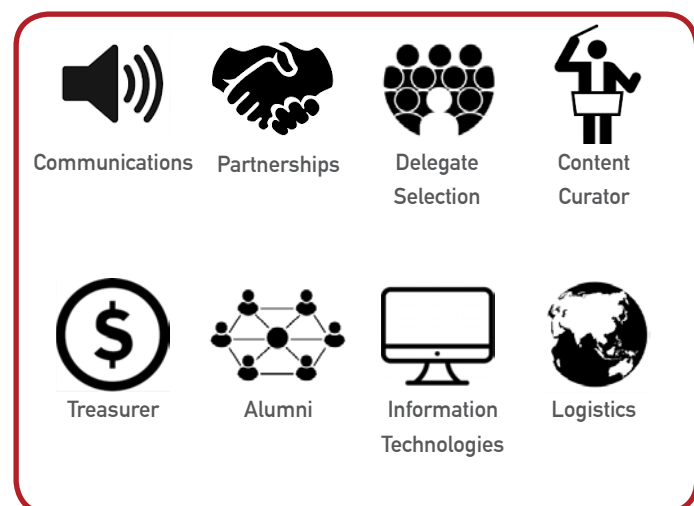 Communications
Partnerships
Delegate
Selection
Content
Curator
$
Treasurer
Alumni
Information
Technologies
Logistics